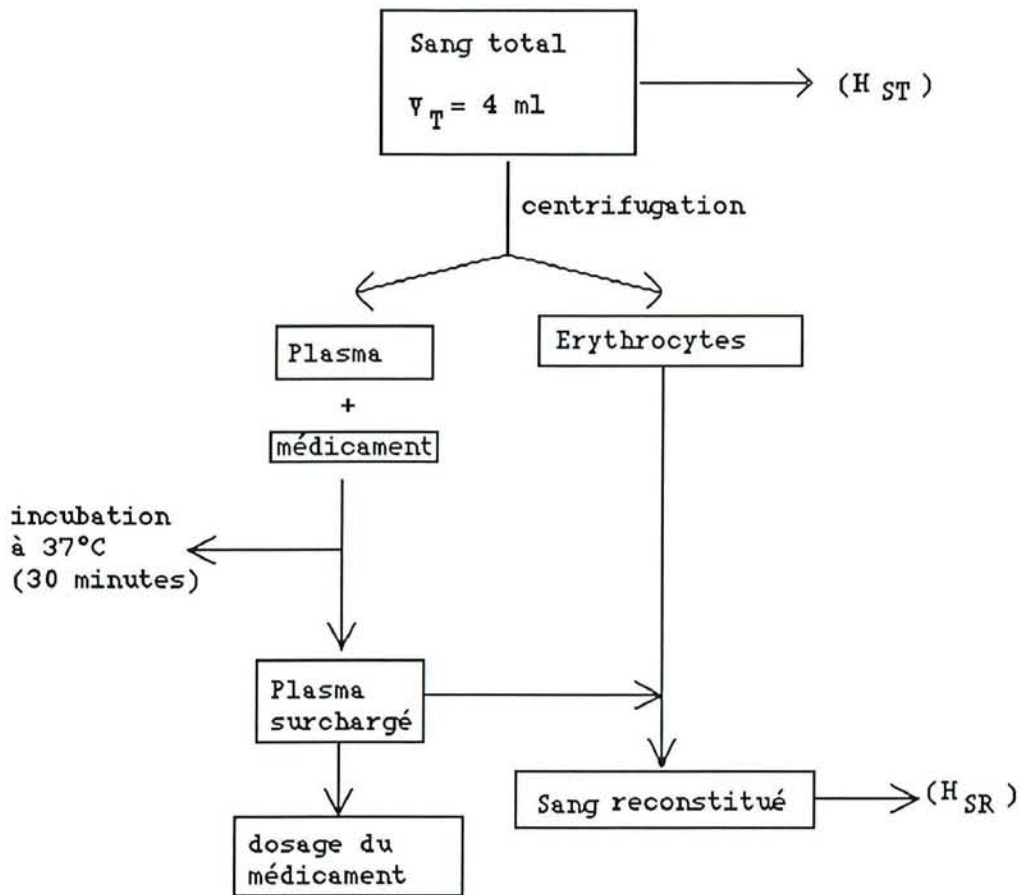 Sang total
V_T = 4 ml
(H_ST)
centrifugation
Plasma
Erythrocytes
+
médicament
incubation
à 37°C
(30 minutes)
Plasma
surchargé
Sang reconstitué
(H_SR)
dosage du
médicament